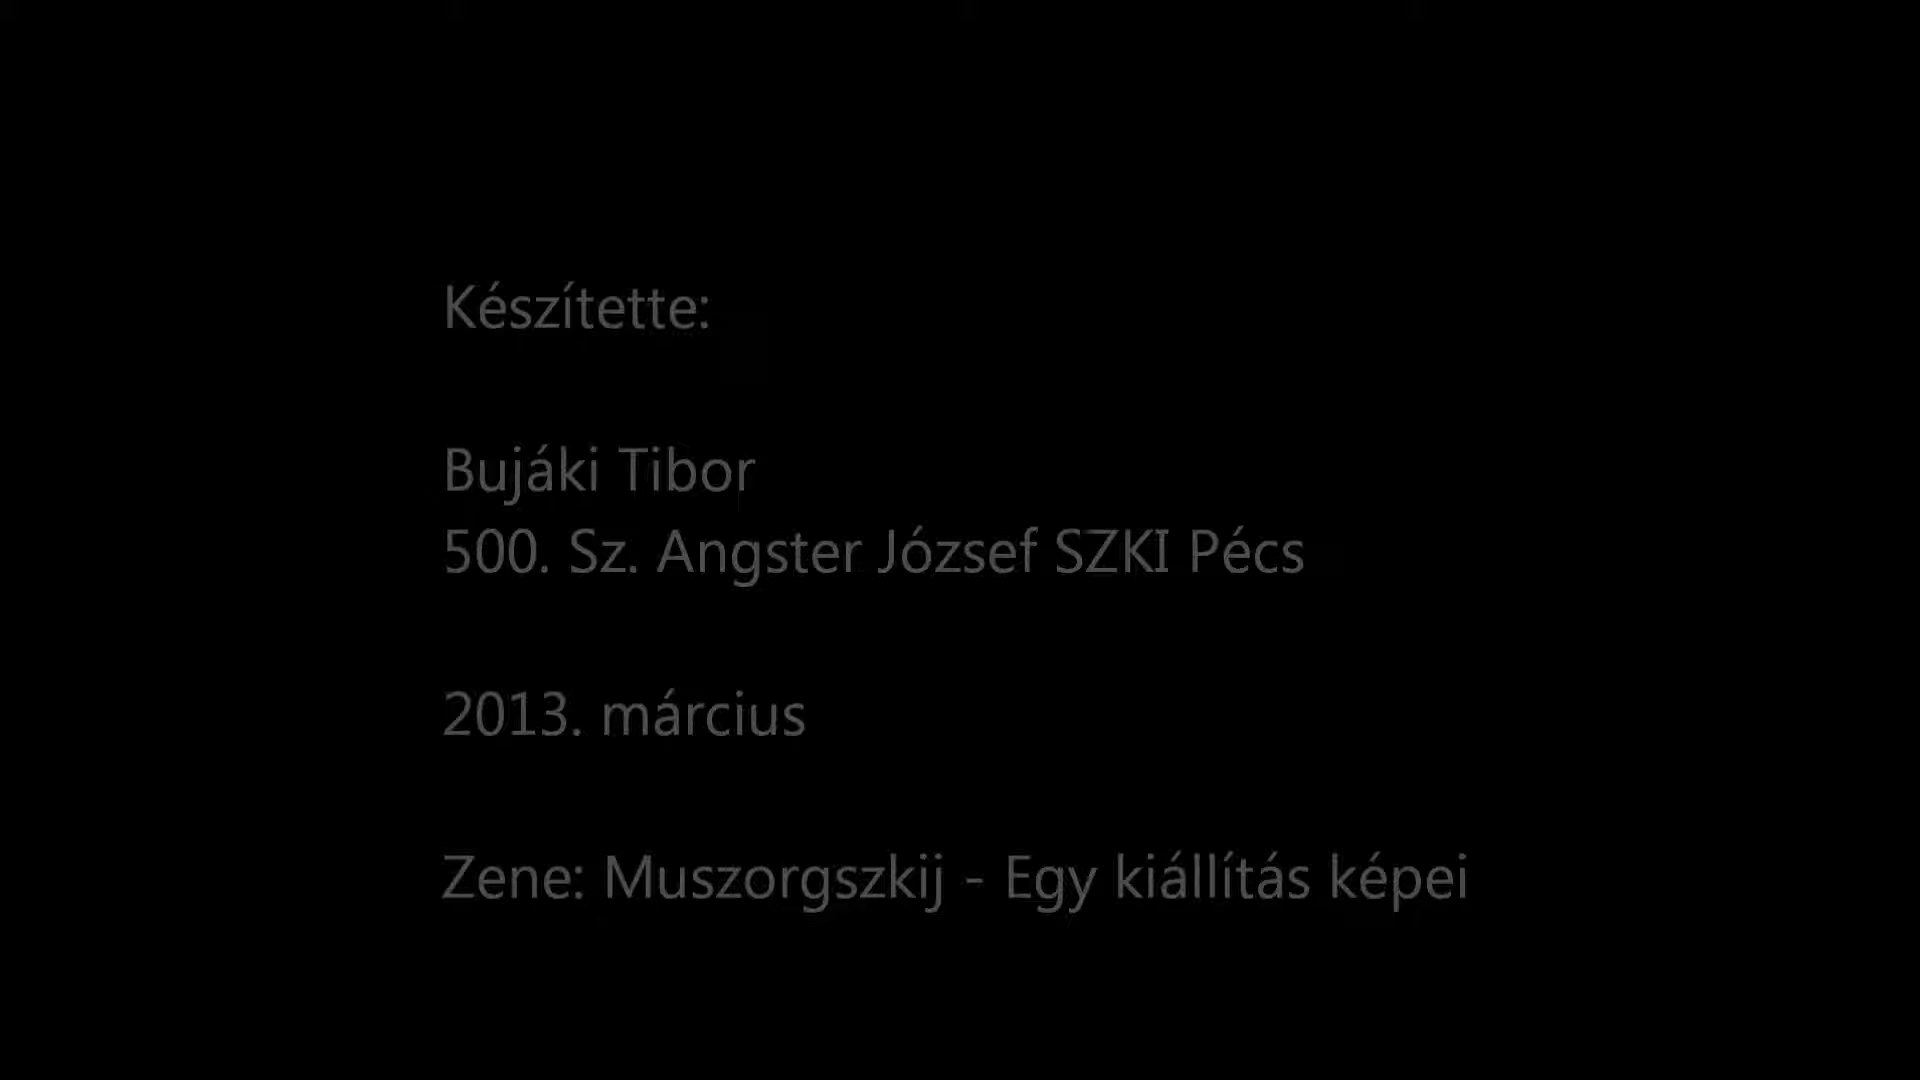 Készítette:
Bujáki Tibor
500. Sz. Angster József SZKI Pécs
2013. március
Zene: Muszorgszkij - Egy kiállítás képei